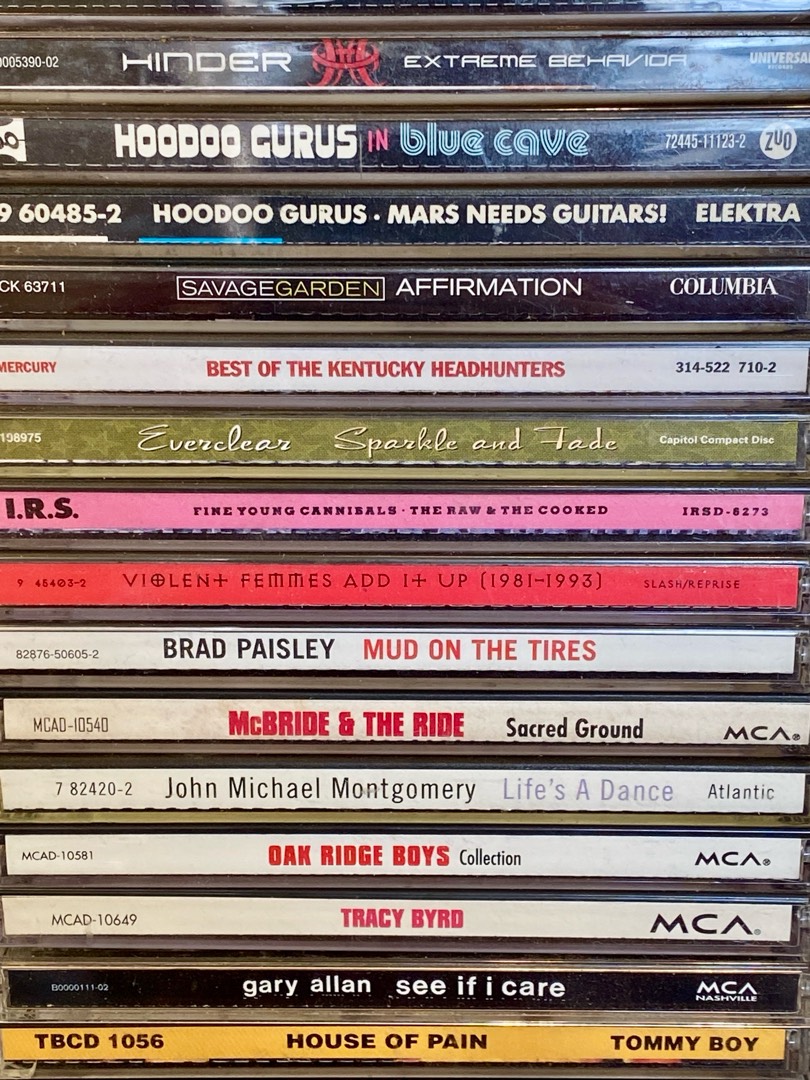 0005390-02 HINDER EXTREME BEHAVIOR UNIVERSAL RECORDS
HOODOO GURUS IN blue cave 72445-11123-2 ZUO
9 60485-2 HOODOO GURUS · MARS NEEDS GUITARS! ELEKTRA
CK 63711 SAVAGEGARDEN AFFIRMATION COLUMBIA
MERCURY BEST OF THE KENTUCKY HEADHUNTERS 314-522 710-2
Everclear Sparkle and Fade Capitol Compact Disc
I.R.S. FINE YOUNG CANNIBALS · THE RAW & THE COOKED IRSD-6273
9 45403-2 VIOLENT FEMMES ADD IT UP (1981-1993) SLASH/REPRISE
82876-50605-2 BRAD PAISLEY MUD ON THE TIRES
MCAD-10540 McBRIDE & THE RIDE Sacred Ground MCA®
7 82420-2 John Michael Montgomery Life's A Dance Atlantic
MCAD-10581 OAK RIDGE BOYS Collection MCA®
MCAD-10649 TRACY BYRD MCA®
B0000111-02 gary allan see if i care MCA NASHVILLE
TBCD 1056 HOUSE OF PAIN TOMMY BOY